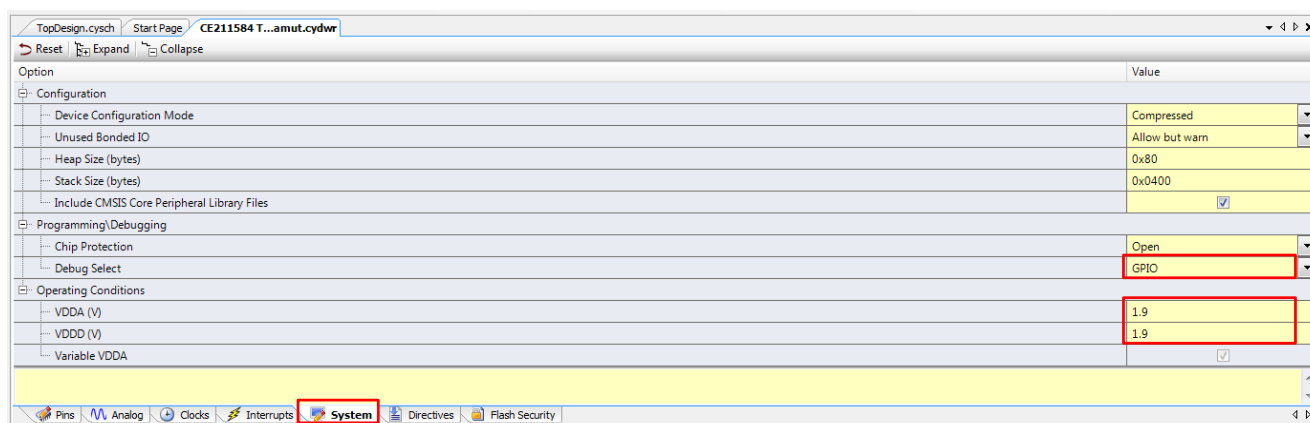 TopDesign.cysch Start Page CE211584 T...amut.cydwr
Reset Expand Collapse
Option Value
Configuration
Device Configuration Mode Compressed
Unused Bonded IO Allow but warn
Heap Size (bytes) 0x80
Stack Size (bytes) 0x0400
Include CMSIS Core Peripheral Library Files
Programming\Debugging
Chip Protection Open
Debug Select GPIO
Operating Conditions
VDDA (V) 1.9
VDDD (V) 1.9
Variable VDDA
Pins Analog Clocks Interrupts System Directives Flash Security